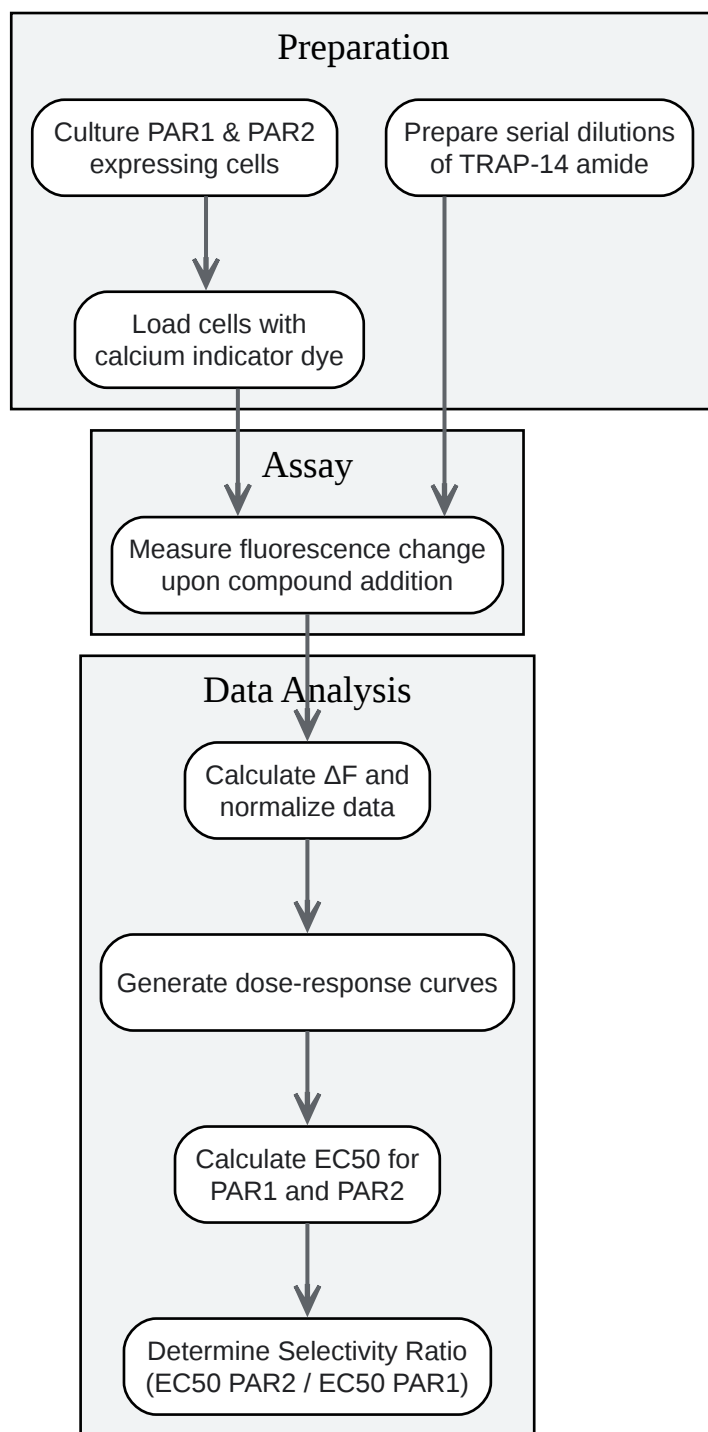 Preparation
Culture PAR1 & PAR2
expressing cells
Prepare serial dilutions
of TRAP-14 amide
Load cells with
calcium indicator dye
Assay
Measure fluorescence change
upon compound addition
Data Analysis
Calculate ΔF and
normalize data
Generate dose-response curves
Calculate EC50 for
PAR1 and PAR2
Determine Selectivity Ratio
(EC50 PAR2 / EC50 PAR1)